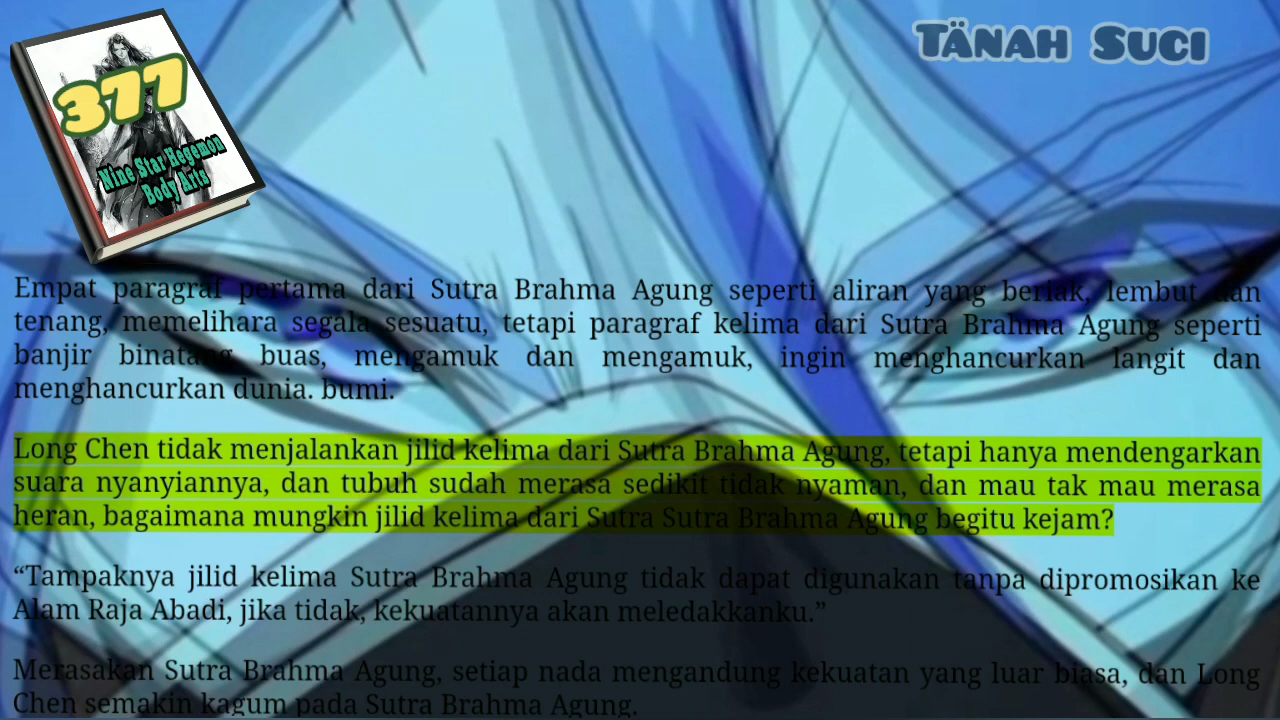 377
Nine Star Hegemon
Body Arts
TÄNAH SUCI
Empat paragraf pertama dari Sutra Brahma Agung seperti aliran yang beriak, lembut dan
tenang, memelihara segala sesuatu, tetapi paragraf kelima dari Sutra Brahma Agung seperti
banjir binatang buas, mengamuk dan mengamuk, ingin menghancurkan langit dan
menghancurkan dunia. bumi.
Long Chen tidak menjalankan jilid kelima dari Sutra Brahma Agung, tetapi hanya mendengarkan
suara nyanyiannya, dan tubuh sudah merasa sedikit tidak nyaman, dan mau tak mau merasa
heran, bagaimana mungkin jilid kelima dari Sutra Sutra Brahma Agung begitu kejam?
“Tampaknya jilid kelima Sutra Brahma Agung tidak dapat digunakan tanpa dipromosikan ke
Alam Raja Abadi, jika tidak, kekuatannya akan meledakkanku.”
Merasakan Sutra Brahma Agung, setiap nada mengandung kekuatan yang luar biasa, dan Long
Chen semakin kagum pada Sutra Brahma Agung.